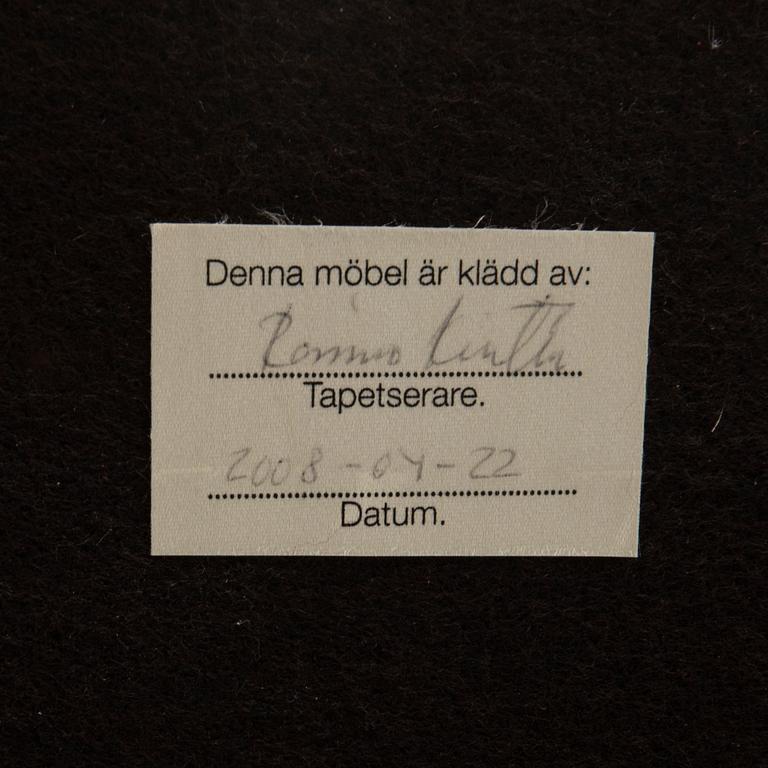 Denna möbel är klädd av:
Tapetserare.
2008-04-22
Datum.